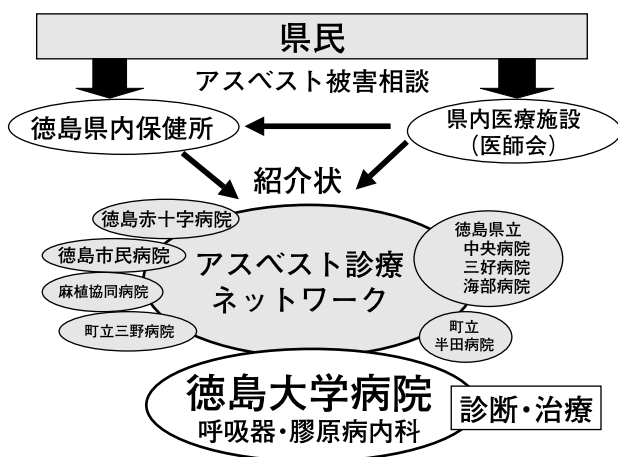 県民
アスベスト被害相談
徳島県内保健所
県内医療施設
(医師会)
紹介状
徳島赤十字病院
徳島市民病院
麻植協同病院
町立三野病院
アスベスト診療
ネットワーク
徳島県立
中央病院
三好病院
海部病院
町立
半田病院
徳島大学病院
呼吸器・膠原病内科
診断・治療